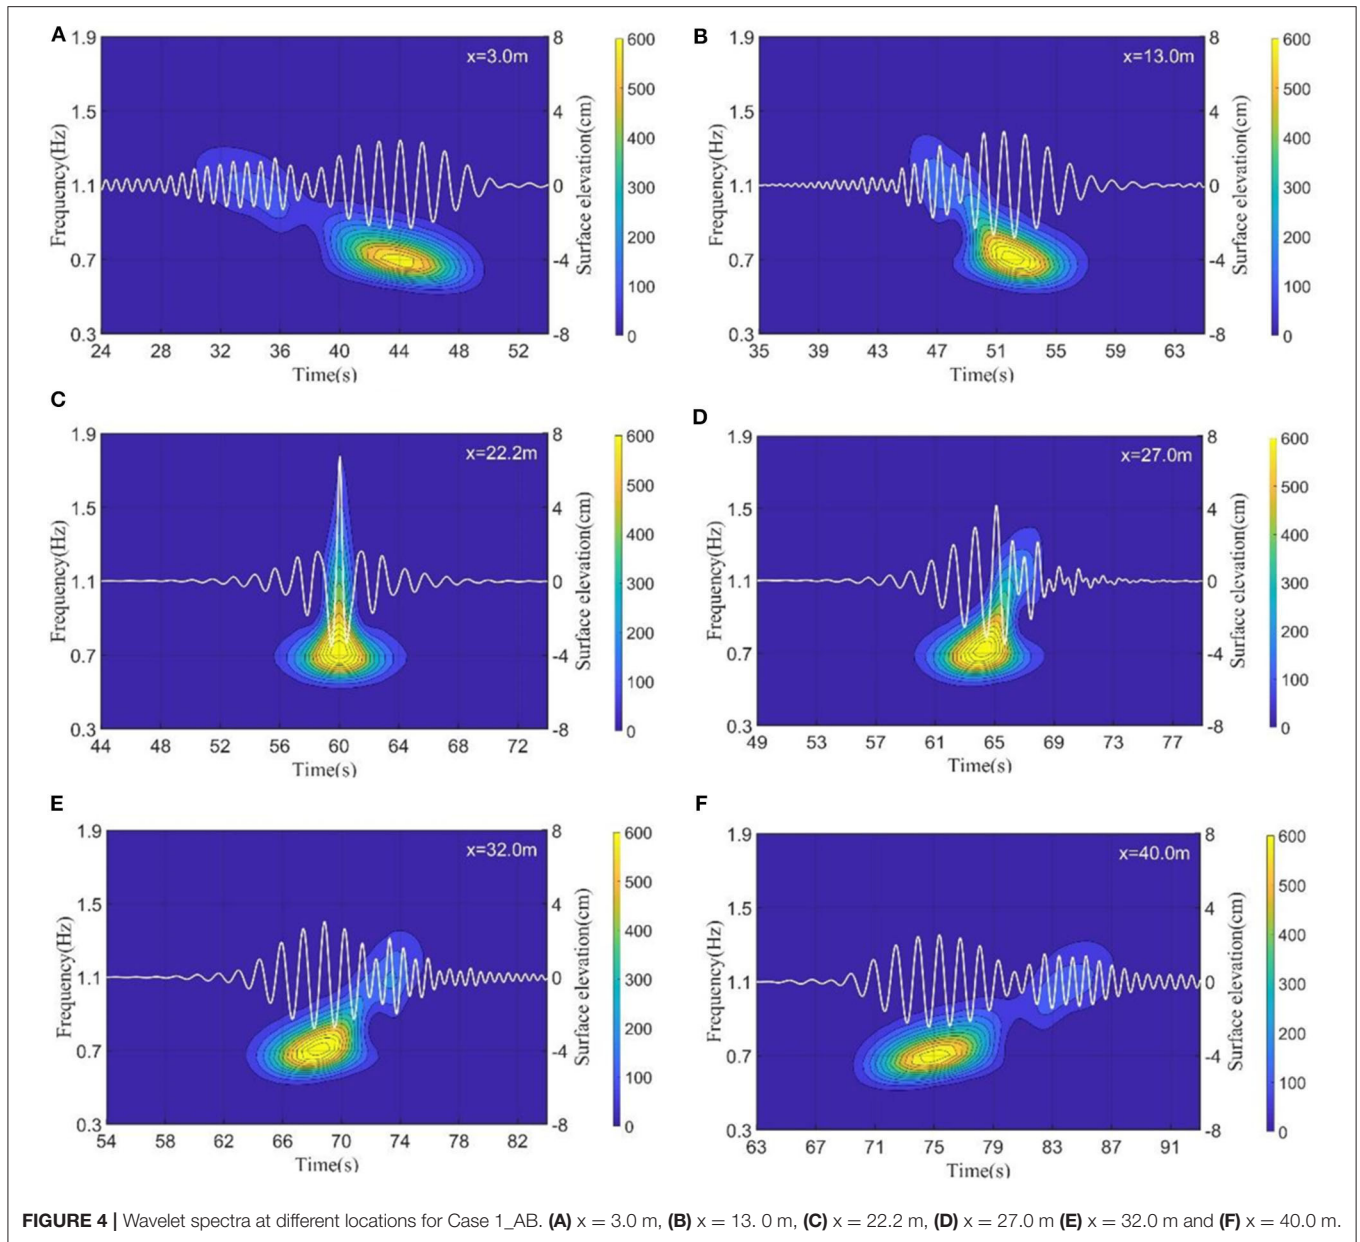 A
x=3.0m
1.9
1.5
1.1
0.7
0.3
Frequency(Hz)
24 28 32 36 40 44 48 52
Time(s)
8
4
0
-4
-8
Surface elevation(cm)
600
500
400
300
200
100
0
B
x=13.0m
1.9
1.5
1.1
0.7
0.3
Frequency(Hz)
35 39 43 47 51 55 59 63
Time(s)
8
4
0
-4
-8
Surface elevation(cm)
600
500
400
300
200
100
0
C
x=22.2m
1.9
1.5
1.1
0.7
0.3
Frequency(Hz)
44 48 52 56 60 64 68 72
Time(s)
8
4
0
-4
-8
Surface elevation(cm)
600
500
400
300
200
100
0
D
x=27.0m
1.9
1.5
1.1
0.7
0.3
Frequency(Hz)
49 53 57 61 65 69 73 77
Time(s)
8
4
0
-4
-8
Surface elevation(cm)
600
500
400
300
200
100
0
E
x=32.0m
1.9
1.5
1.1
0.7
0.3
Frequency(Hz)
54 58 62 66 70 74 78 82
Time(s)
8
4
0
-4
-8
Surface elevation(cm)
600
500
400
300
200
100
0
F
x=40.0m
1.9
1.5
1.1
0.7
0.3
Frequency(Hz)
63 67 71 75 79 83 87 91
Time(s)
8
4
0
-4
-8
Surface elevation(cm)
600
500
400
300
200
100
0
FIGURE 4 | Wavelet spectra at different locations for Case 1_AB. (A) x = 3.0 m, (B) x = 13. 0 m, (C) x = 22.2 m, (D) x = 27.0 m (E) x = 32.0 m and (F) x = 40.0 m.